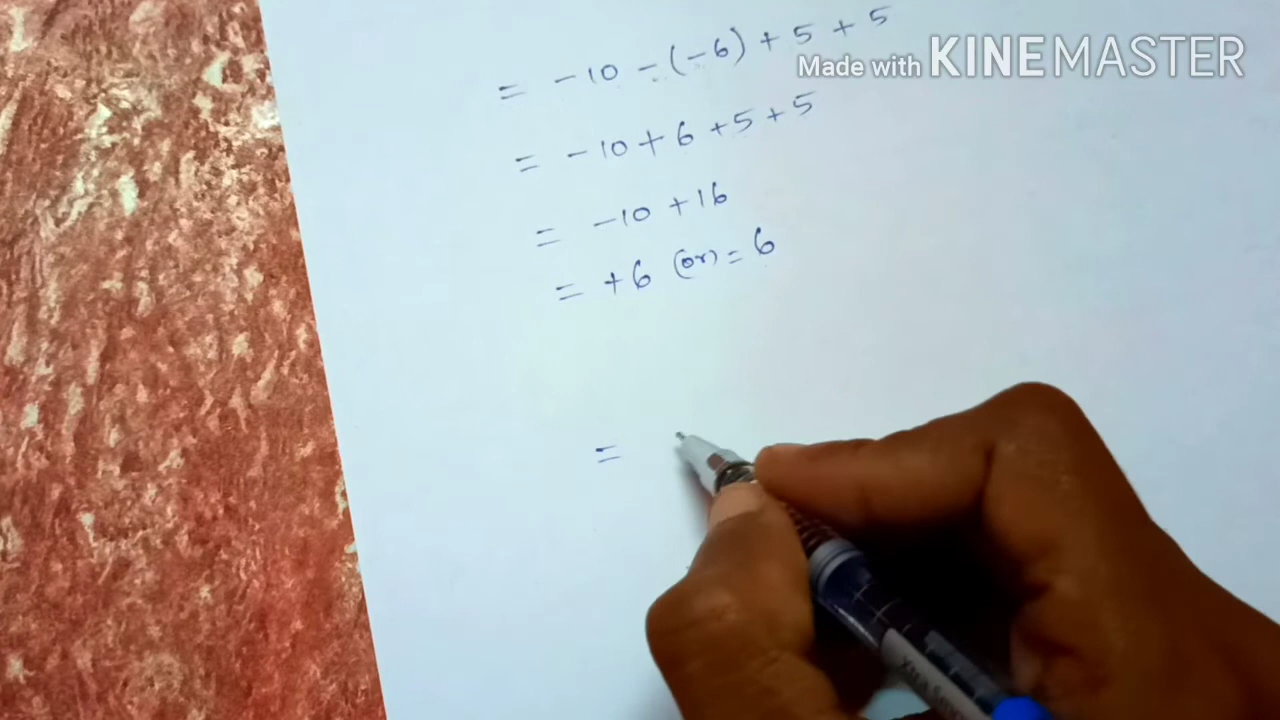 = -10 - (-6) + 5 + 5
Made with KINEMASTER
= -10 + 6 + 5 + 5
= -10 + 16
= +6 (or) = 6
=